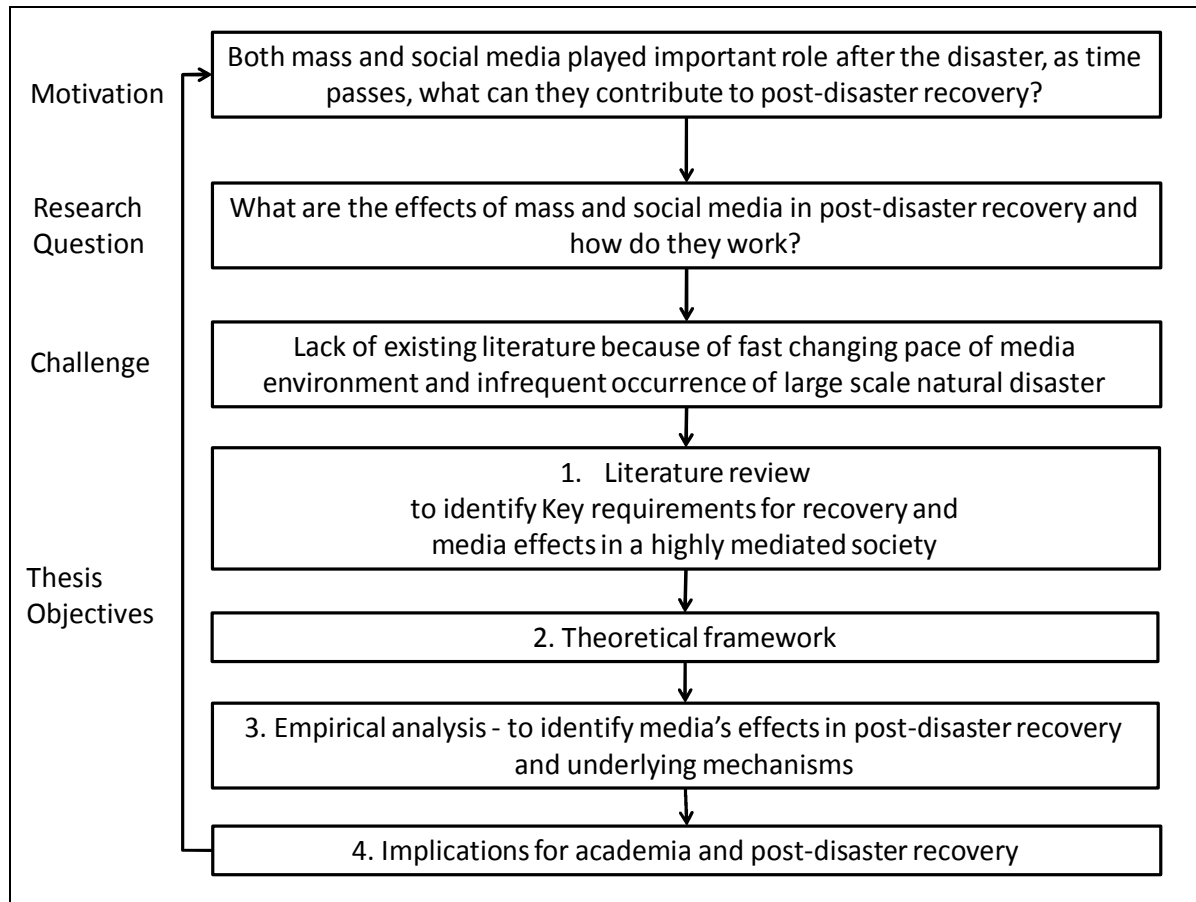 Motivation
Both mass and social media played important role after the disaster, as time
passes, what can they contribute to post-disaster recovery?
Research
Question
What are the effects of mass and social media in post-disaster recovery and
how do they work?
Challenge
Lack of existing literature because of fast changing pace of media
environment and infrequent occurrence of large scale natural disaster
Thesis
Objectives
1. Literature review
to identify Key requirements for recovery and
media effects in a highly mediated society
2. Theoretical framework
3. Empirical analysis - to identify media’s effects in post-disaster recovery
and underlying mechanisms
4. Implications for academia and post-disaster recovery